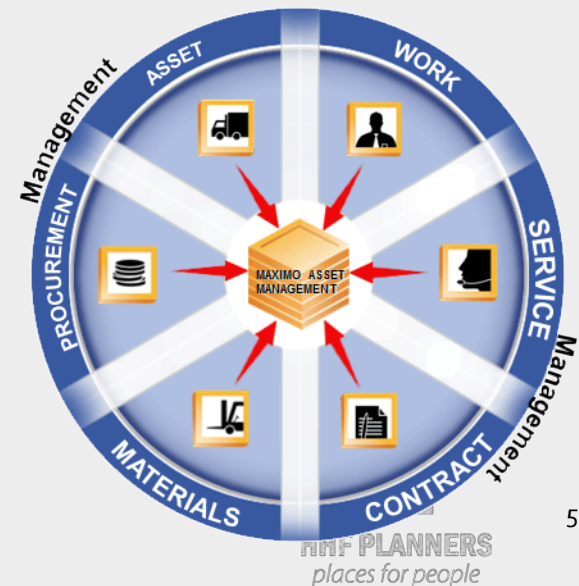 ASSET
WORK
Management
PROCUREMENT
SERVICE
MAXIMO ASSET
MANAGEMENT
Management
MATERIALS
CONTRACT
5
HHF PLANNERS
places for people